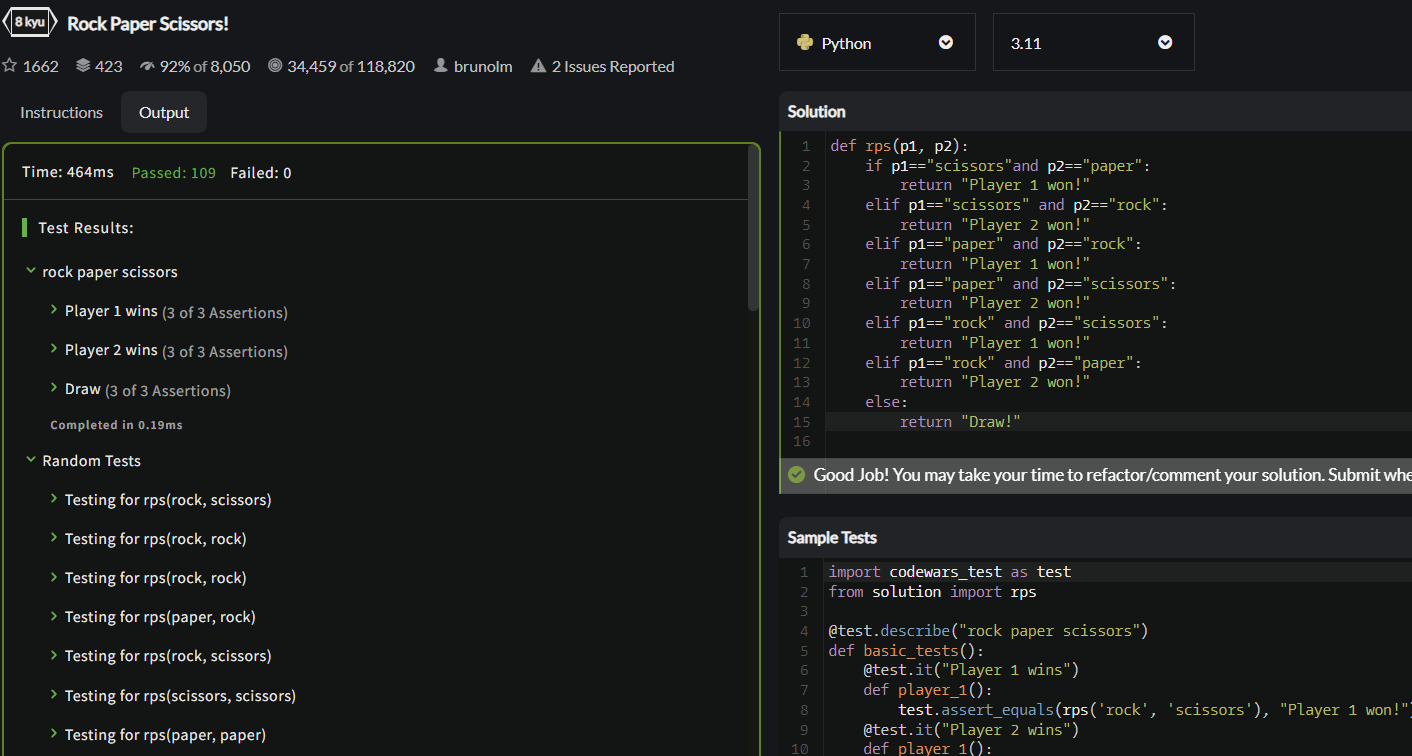 8 kyu Rock Paper Scissors!
1662 423 92% of 8,050 34,459 of 118,820 brunolm 2 Issues Reported
Instructions Output
Time: 464ms Passed: 109 Failed: 0
Test Results:
rock paper scissors
Player 1 wins (3 of 3 Assertions)
Player 2 wins (3 of 3 Assertions)
Draw (3 of 3 Assertions)
Completed in 0.19ms
Random Tests
Testing for rps(rock, scissors)
Testing for rps(rock, rock)
Testing for rps(rock, rock)
Testing for rps(paper, rock)
Testing for rps(rock, scissors)
Testing for rps(scissors, scissors)
Testing for rps(paper, paper)
Python 3.11
Solution
1 def rps(p1, p2):
2     if p1=="scissors"and p2=="paper":
3         return "Player 1 won!"
4     elif p1=="scissors" and p2=="rock":
5         return "Player 2 won!"
6     elif p1=="paper" and p2=="rock":
7         return "Player 1 won!"
8     elif p1=="paper" and p2=="scissors":
9         return "Player 2 won!"
10     elif p1=="rock" and p2=="scissors":
11         return "Player 1 won!"
12     elif p1=="rock" and p2=="paper":
13         return "Player 2 won!"
14     else:
15         return "Draw!"
16
Good Job! You may take your time to refactor/comment your solution. Submit whe
Sample Tests
1 import codewars_test as test
2 from solution import rps
3
4 @test.describe("rock paper scissors")
5 def basic_tests():
6     @test.it("Player 1 wins")
7     def player_1():
8         test.assert_equals(rps('rock', 'scissors'), "Player 1 won!")
9     @test.it("Player 2 wins")
10     def player_1():